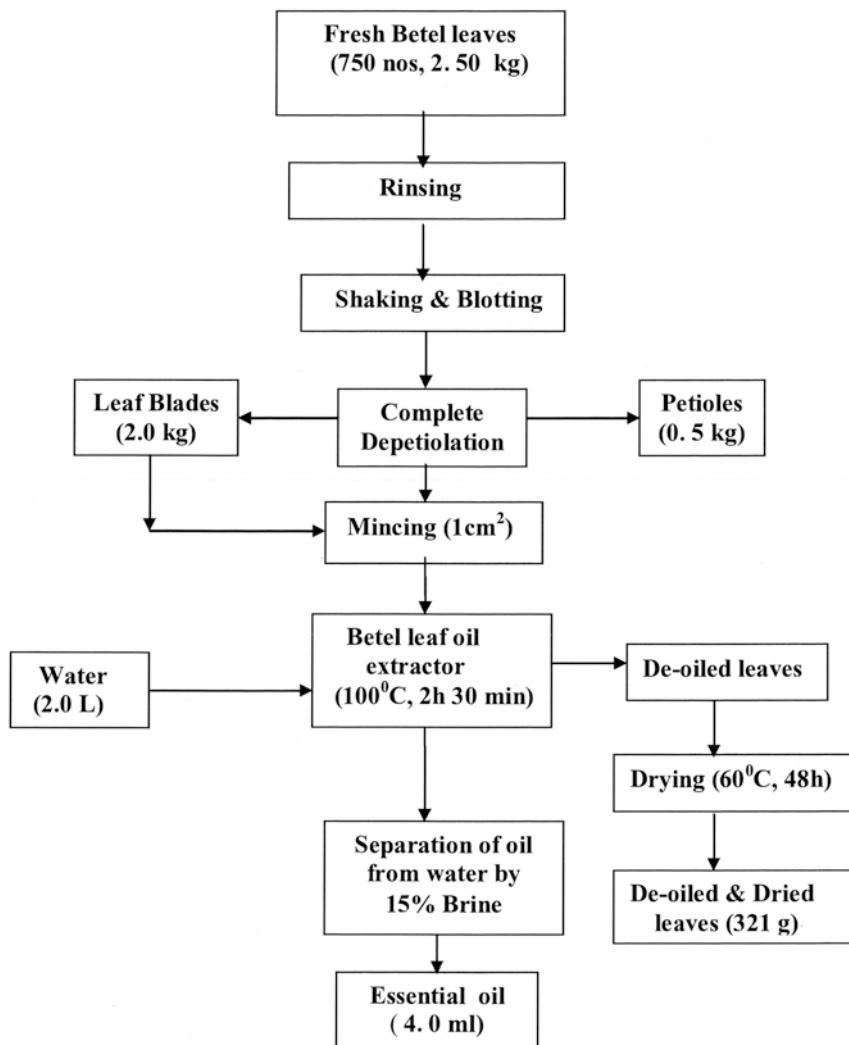 Fresh Betel leaves
(750 nos, 2. 50 kg)
Rinsing
Shaking & Blotting
Leaf Blades
(2.0 kg)
Complete
Depetiolation
Petioles
(0. 5 kg)
Mincing (1cm²)
Water
(2.0 L)
Betel leaf oil
extractor
(100⁰C, 2h 30 min)
De-oiled leaves
Drying (60⁰C, 48h)
Separation of oil
from water by
15% Brine
De-oiled & Dried
leaves (321 g)
Essential oil
( 4. 0 ml)